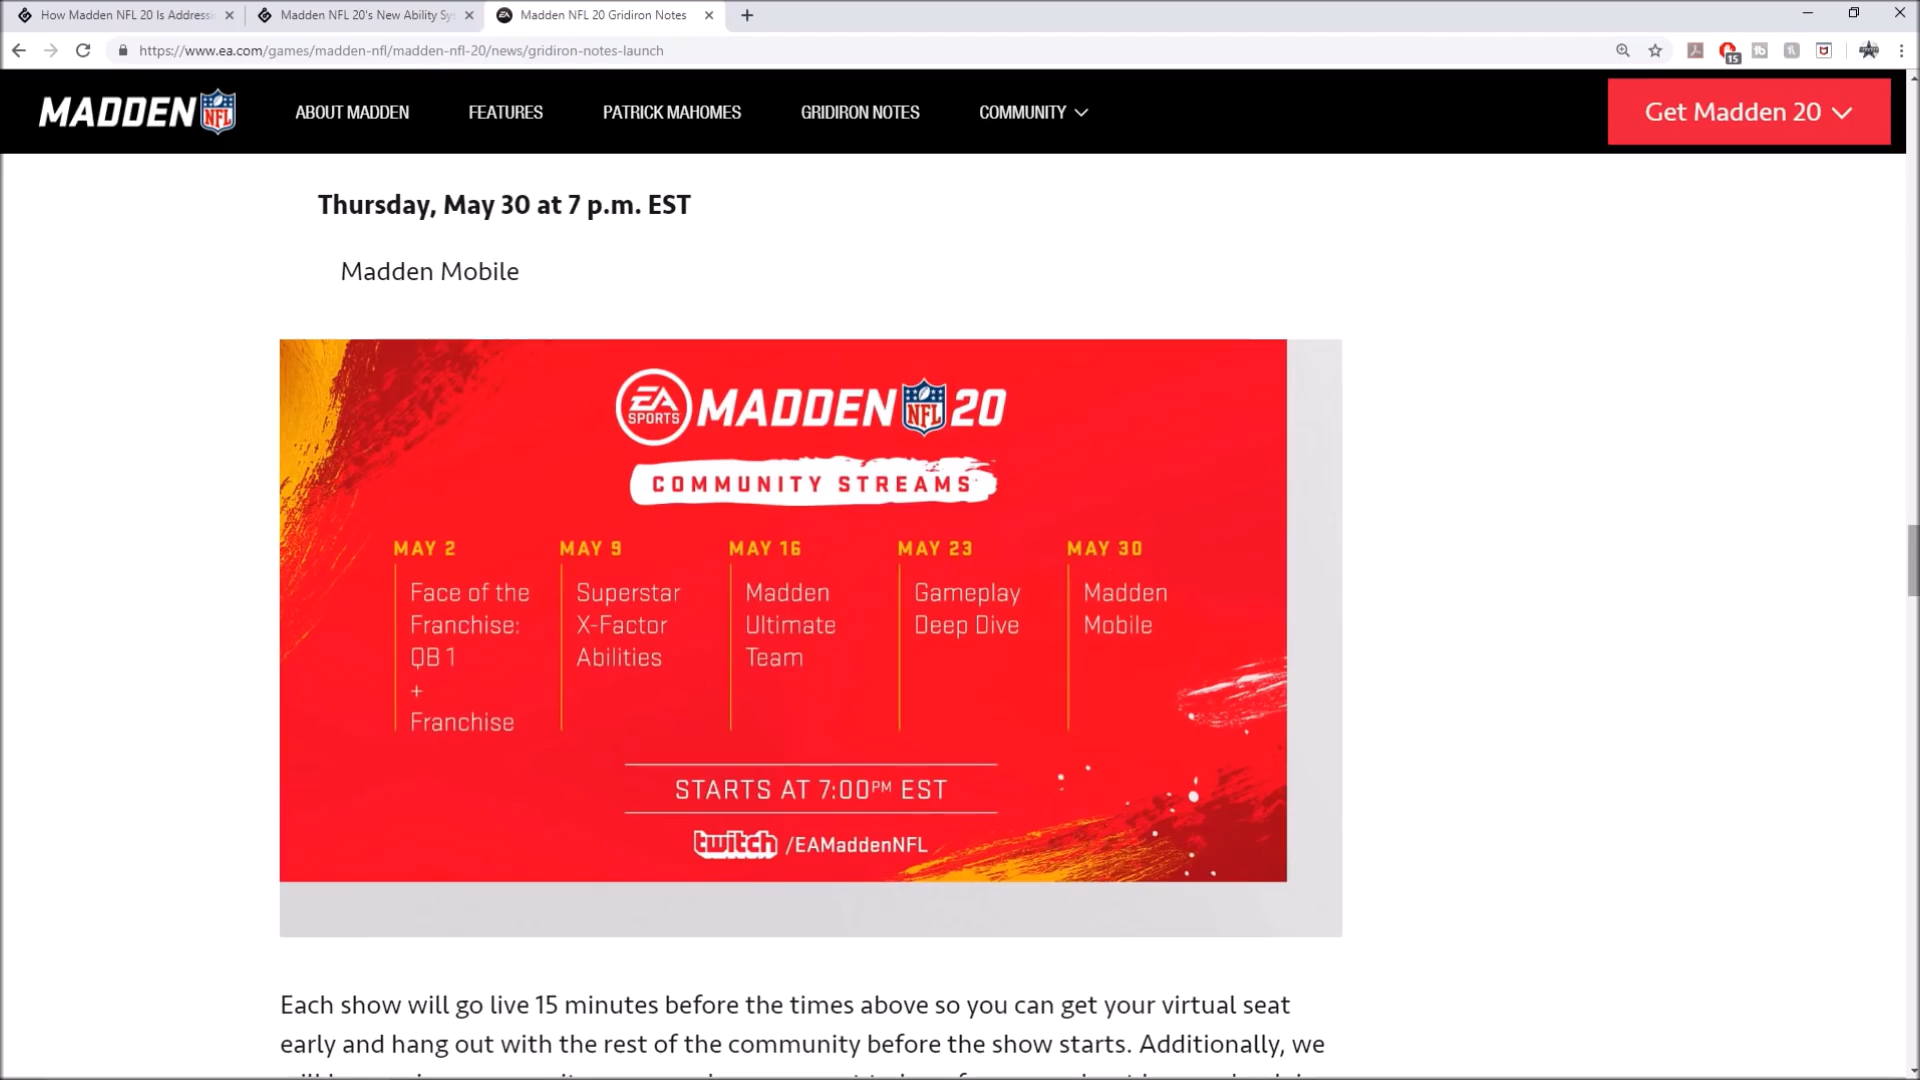 How Madden NFL 20 Is Addressi
Madden NFL 20's New Ability Sy
Madden NFL 20 Gridiron Notes
https://www.ea.com/games/madden-nfl/madden-nfl-20/news/gridiron-notes-launch
15
MADDEN NFL
ABOUT MADDEN
FEATURES
PATRICK MAHOMES
GRIDIRON NOTES
COMMUNITY
Get Madden 20
Thursday, May 30 at 7 p.m. EST
Madden Mobile
EA SPORTS MADDEN NFL 20
COMMUNITY STREAMS
MAY 2
Face of the
Franchise:
QB 1
+
Franchise
MAY 9
Superstar
X-Factor
Abilities
MAY 16
Madden
Ultimate
Team
MAY 23
Gameplay
Deep Dive
MAY 30
Madden
Mobile
STARTS AT 7:00PM EST
twitch /EAMaddenNFL
Each show will go live 15 minutes before the times above so you can get your virtual seat
early and hang out with the rest of the community before the show starts. Additionally, we